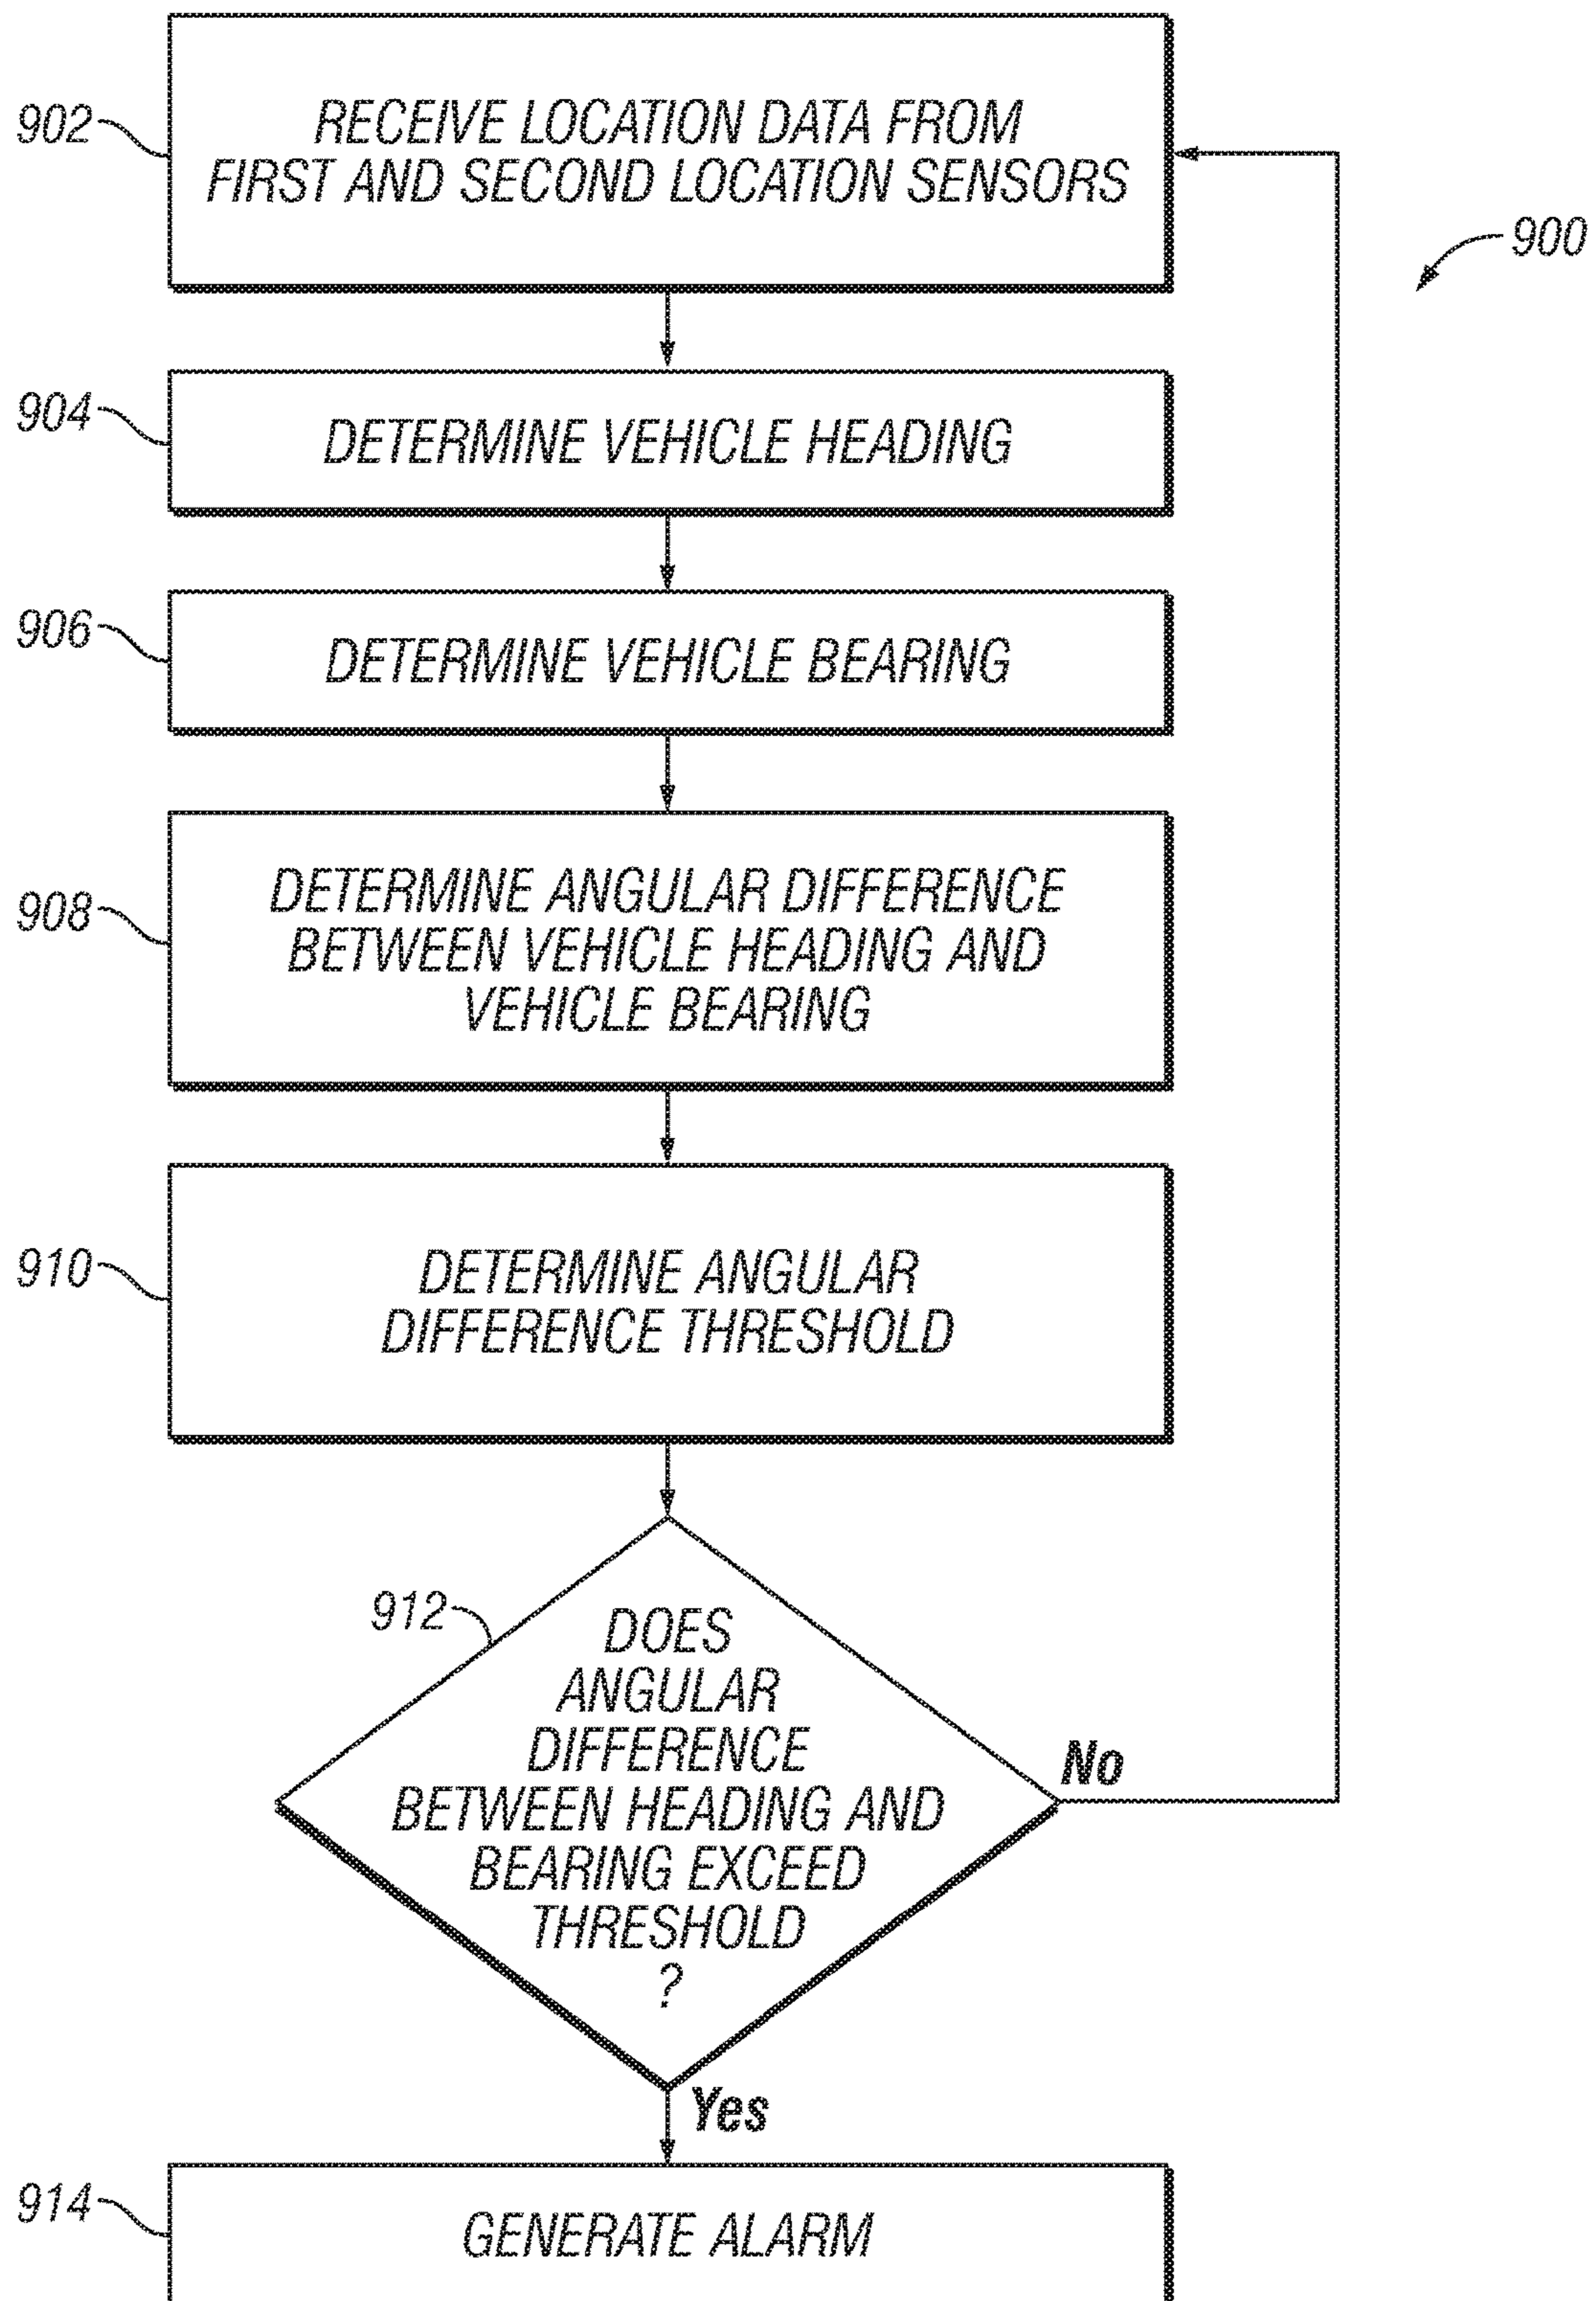 902
RECEIVE LOCATION DATA FROM
FIRST AND SECOND LOCATION SENSORS
900
904
DETERMINE VEHICLE HEADING
906
DETERMINE VEHICLE BEARING
908
DETERMINE ANGULAR DIFFERENCE
BETWEEN VEHICLE HEADING AND
VEHICLE BEARING
910
DETERMINE ANGULAR
DIFFERENCE THRESHOLD
912
DOES
ANGULAR
DIFFERENCE
BETWEEN HEADING AND
BEARING EXCEED
THRESHOLD
?
No
Yes
914
GENERATE ALARM